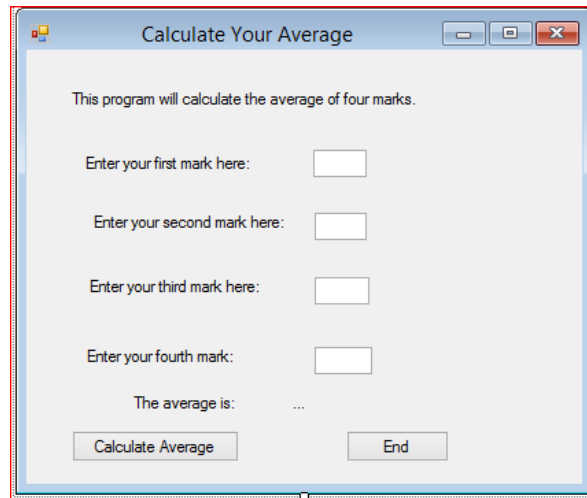 Calculate Your Average
This program will calculate the average of four marks.
Enter your first mark here:
Enter your second mark here:
Enter your third mark here:
Enter your fourth mark:
The average is: ...
Calculate Average End